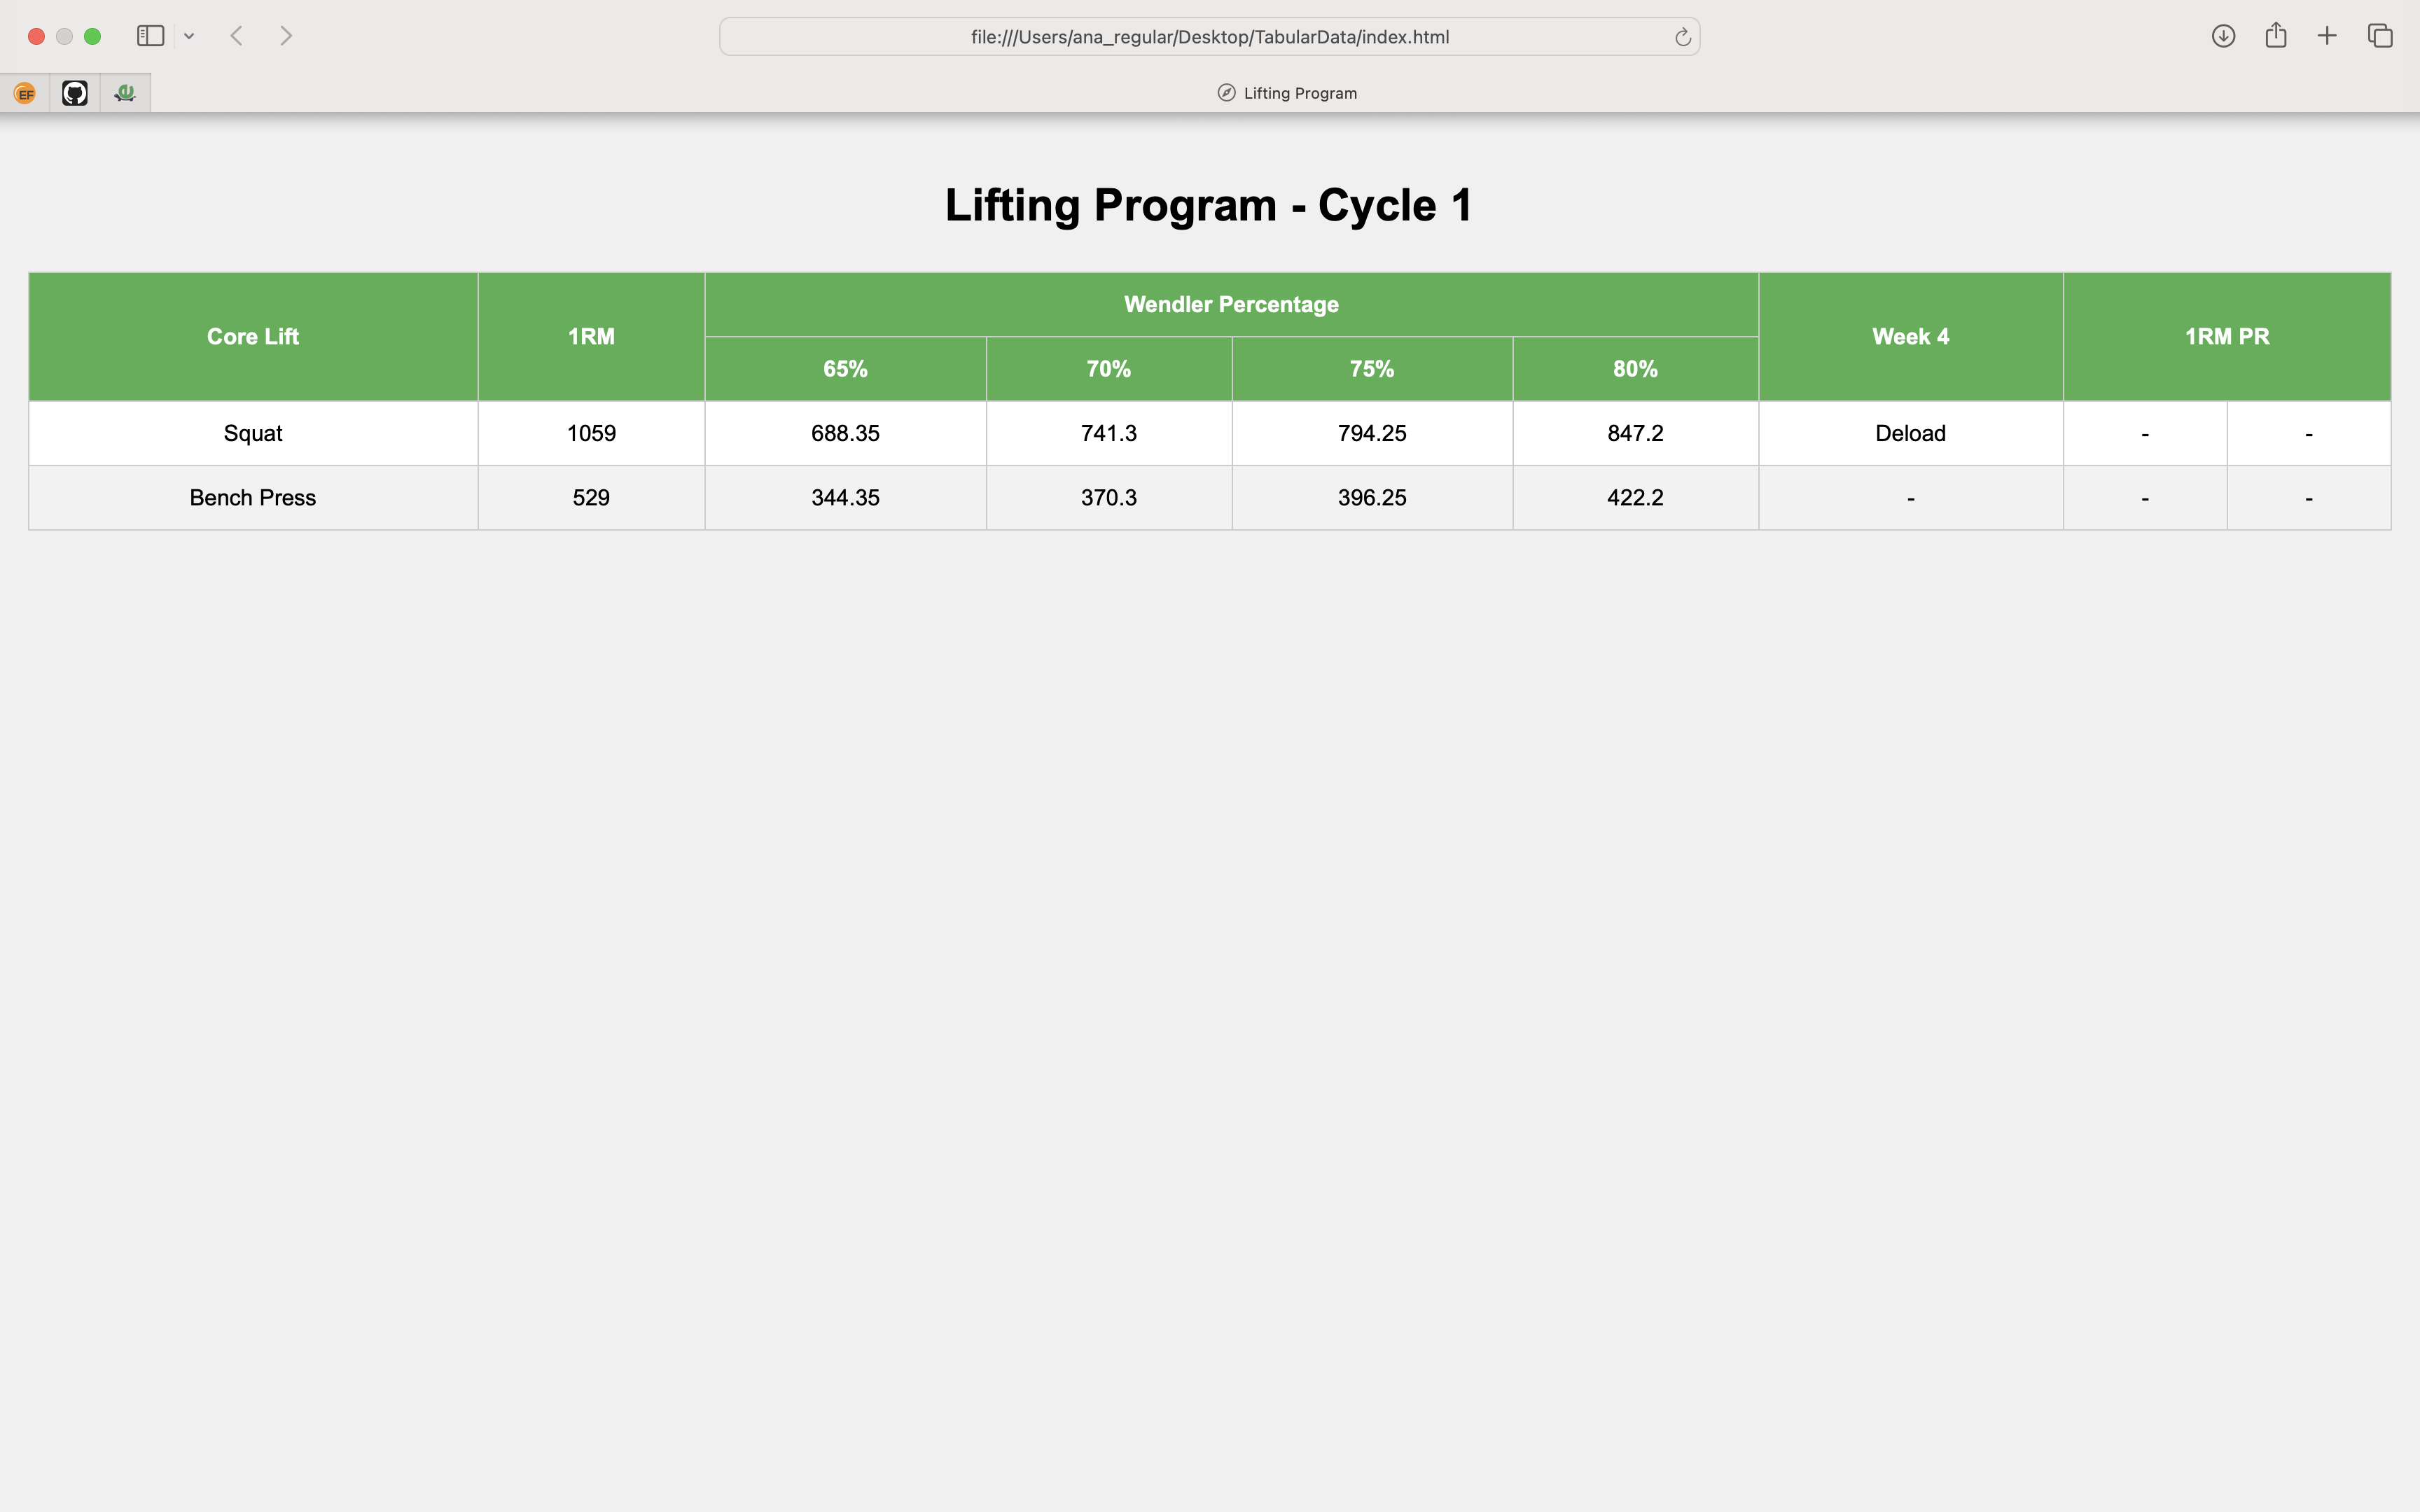 file:///Users/ana_regular/Desktop/TabularData/index.html
EF
e
Lifting Program
Lifting Program - Cycle 1
Core Lift 1RM Wendler Percentage Week 4 1RM PR
65% 70% 75% 80%
Squat 1059 688.35 741.3 794.25 847.2 Deload - -
Bench Press 529 344.35 370.3 396.25 422.2 - - -